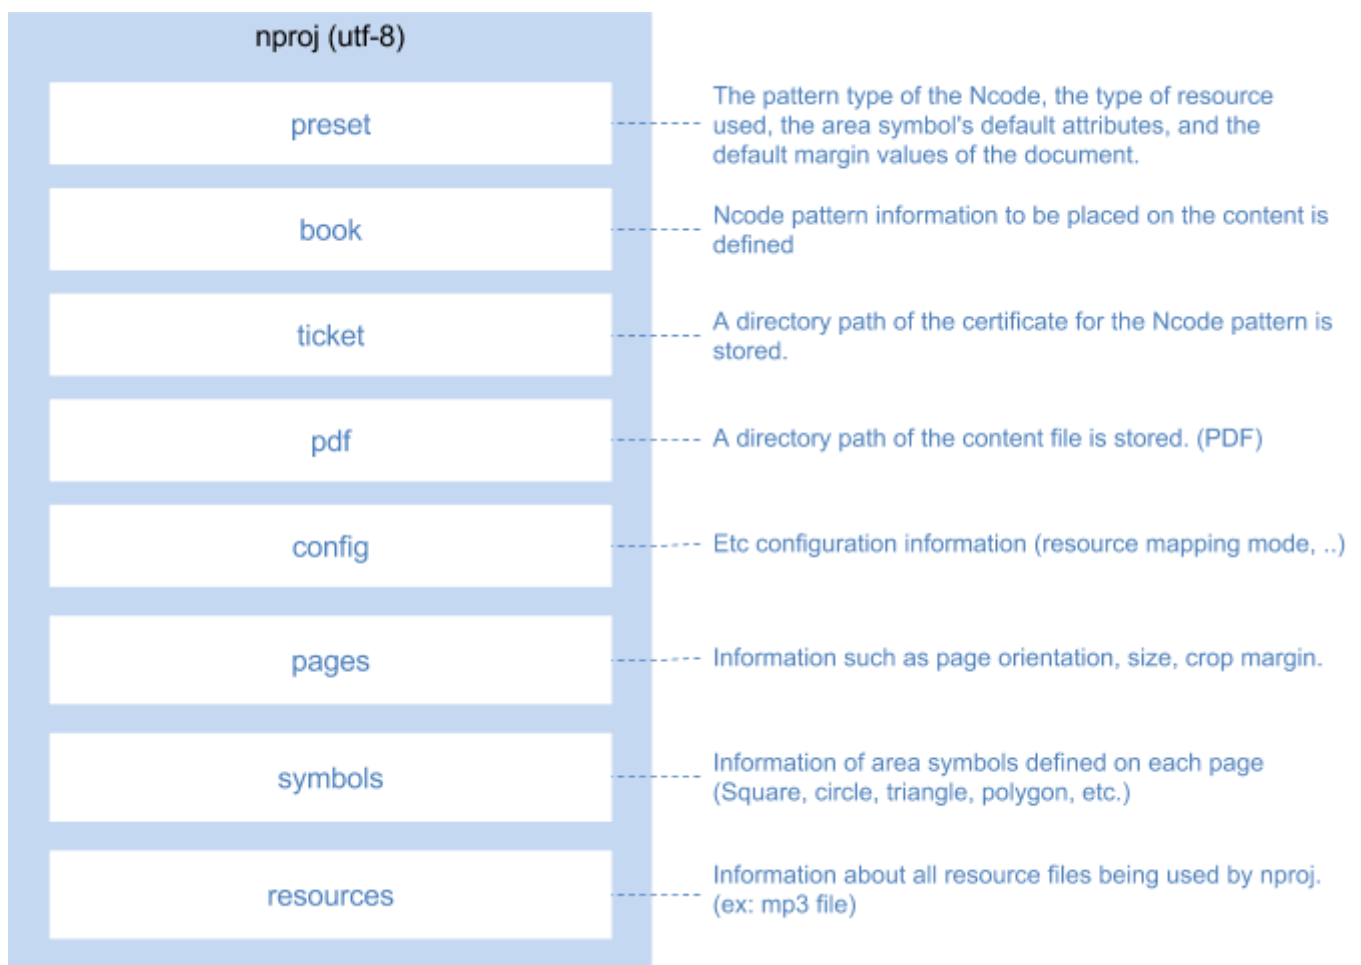 nproj (utf-8)
preset
The pattern type of the Ncode, the type of resource
used, the area symbol's default attributes, and the
default margin values of the document.
book
Ncode pattern information to be placed on the content is
defined
ticket
A directory path of the certificate for the Ncode pattern is
stored.
pdf
A directory path of the content file is stored. (PDF)
config
Etc configuration information (resource mapping mode, ..)
pages
Information such as page orientation, size, crop margin.
symbols
Information of area symbols defined on each page
(Square, circle, triangle, polygon, etc.)
resources
Information about all resource files being used by nproj.
(ex: mp3 file)